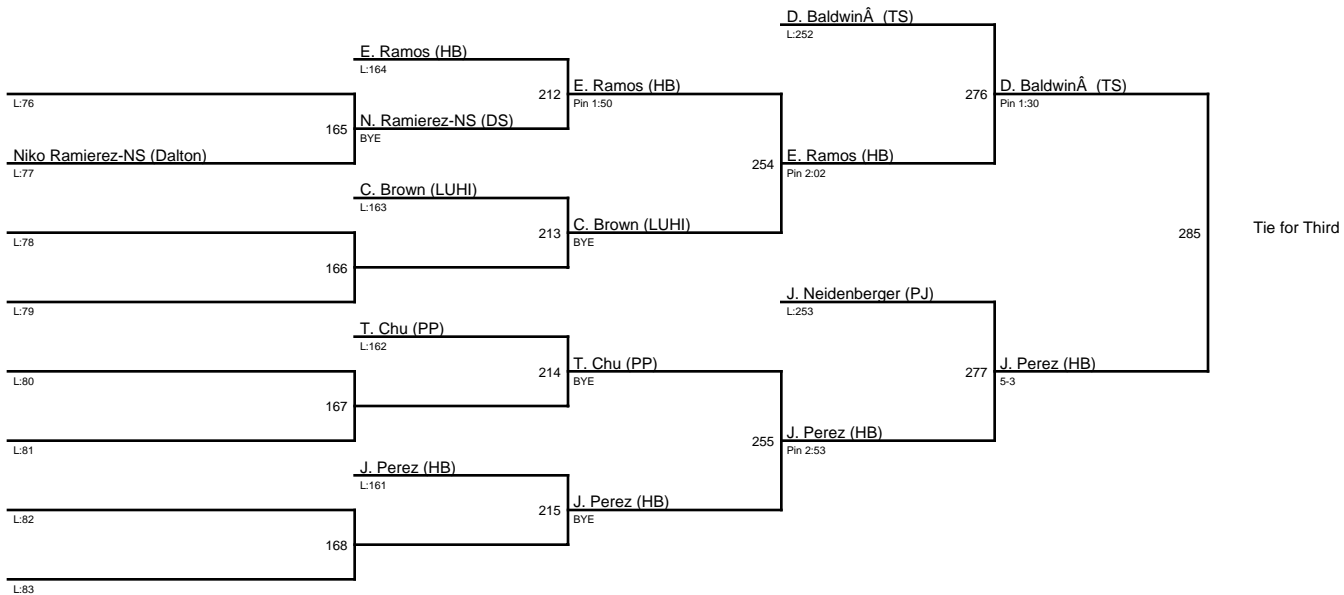 D. BaldwinÂ  (TS)
L:252
E. Ramos (HB)
L:164
212
E. Ramos (HB)
Pin 1:50
276
D. BaldwinÂ  (TS)
Pin 1:30
L:76
165
N. Ramierez-NS (DS)
BYE
Niko Ramierez-NS (Dalton)
L:77
254
E. Ramos (HB)
Pin 2:02
C. Brown (LUHI)
L:163
213
C. Brown (LUHI)
BYE
L:78
285
Tie for Third
166
L:79
J. Neidenberger (PJ)
L:253
T. Chu (PP)
L:162
214
T. Chu (PP)
BYE
277
J. Perez (HB)
5-3
L:80
167
L:81
255
J. Perez (HB)
Pin 2:53
J. Perez (HB)
L:161
215
J. Perez (HB)
BYE
L:82
168
L:83